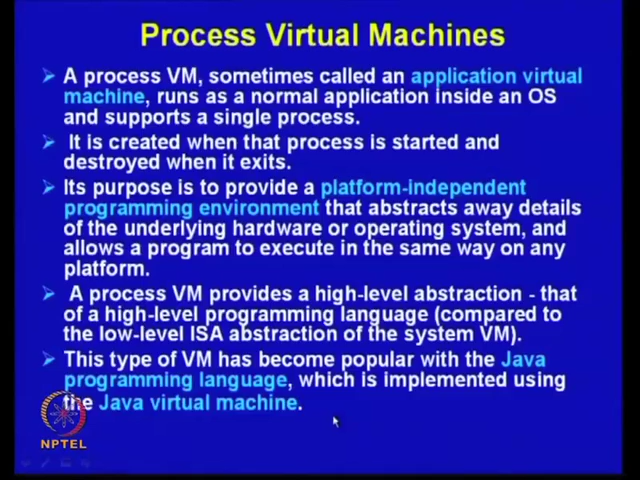 Process Virtual Machines
A process VM, sometimes called an application virtual
machine, runs as a normal application inside an OS
and supports a single process.
It is created when that process is started and
destroyed when it exits.
Its purpose is to provide a platform-independent
programming environment that abstracts away details
of the underlying hardware or operating system, and
allows a program to execute in the same way on any
platform.
A process VM provides a high-level abstraction - that
of a high-level programming language (compared to
the low-level ISA abstraction of the system VM).
This type of VM has become popular with the Java
programming language, which is implemented using
the Java virtual machine.
NPTEL